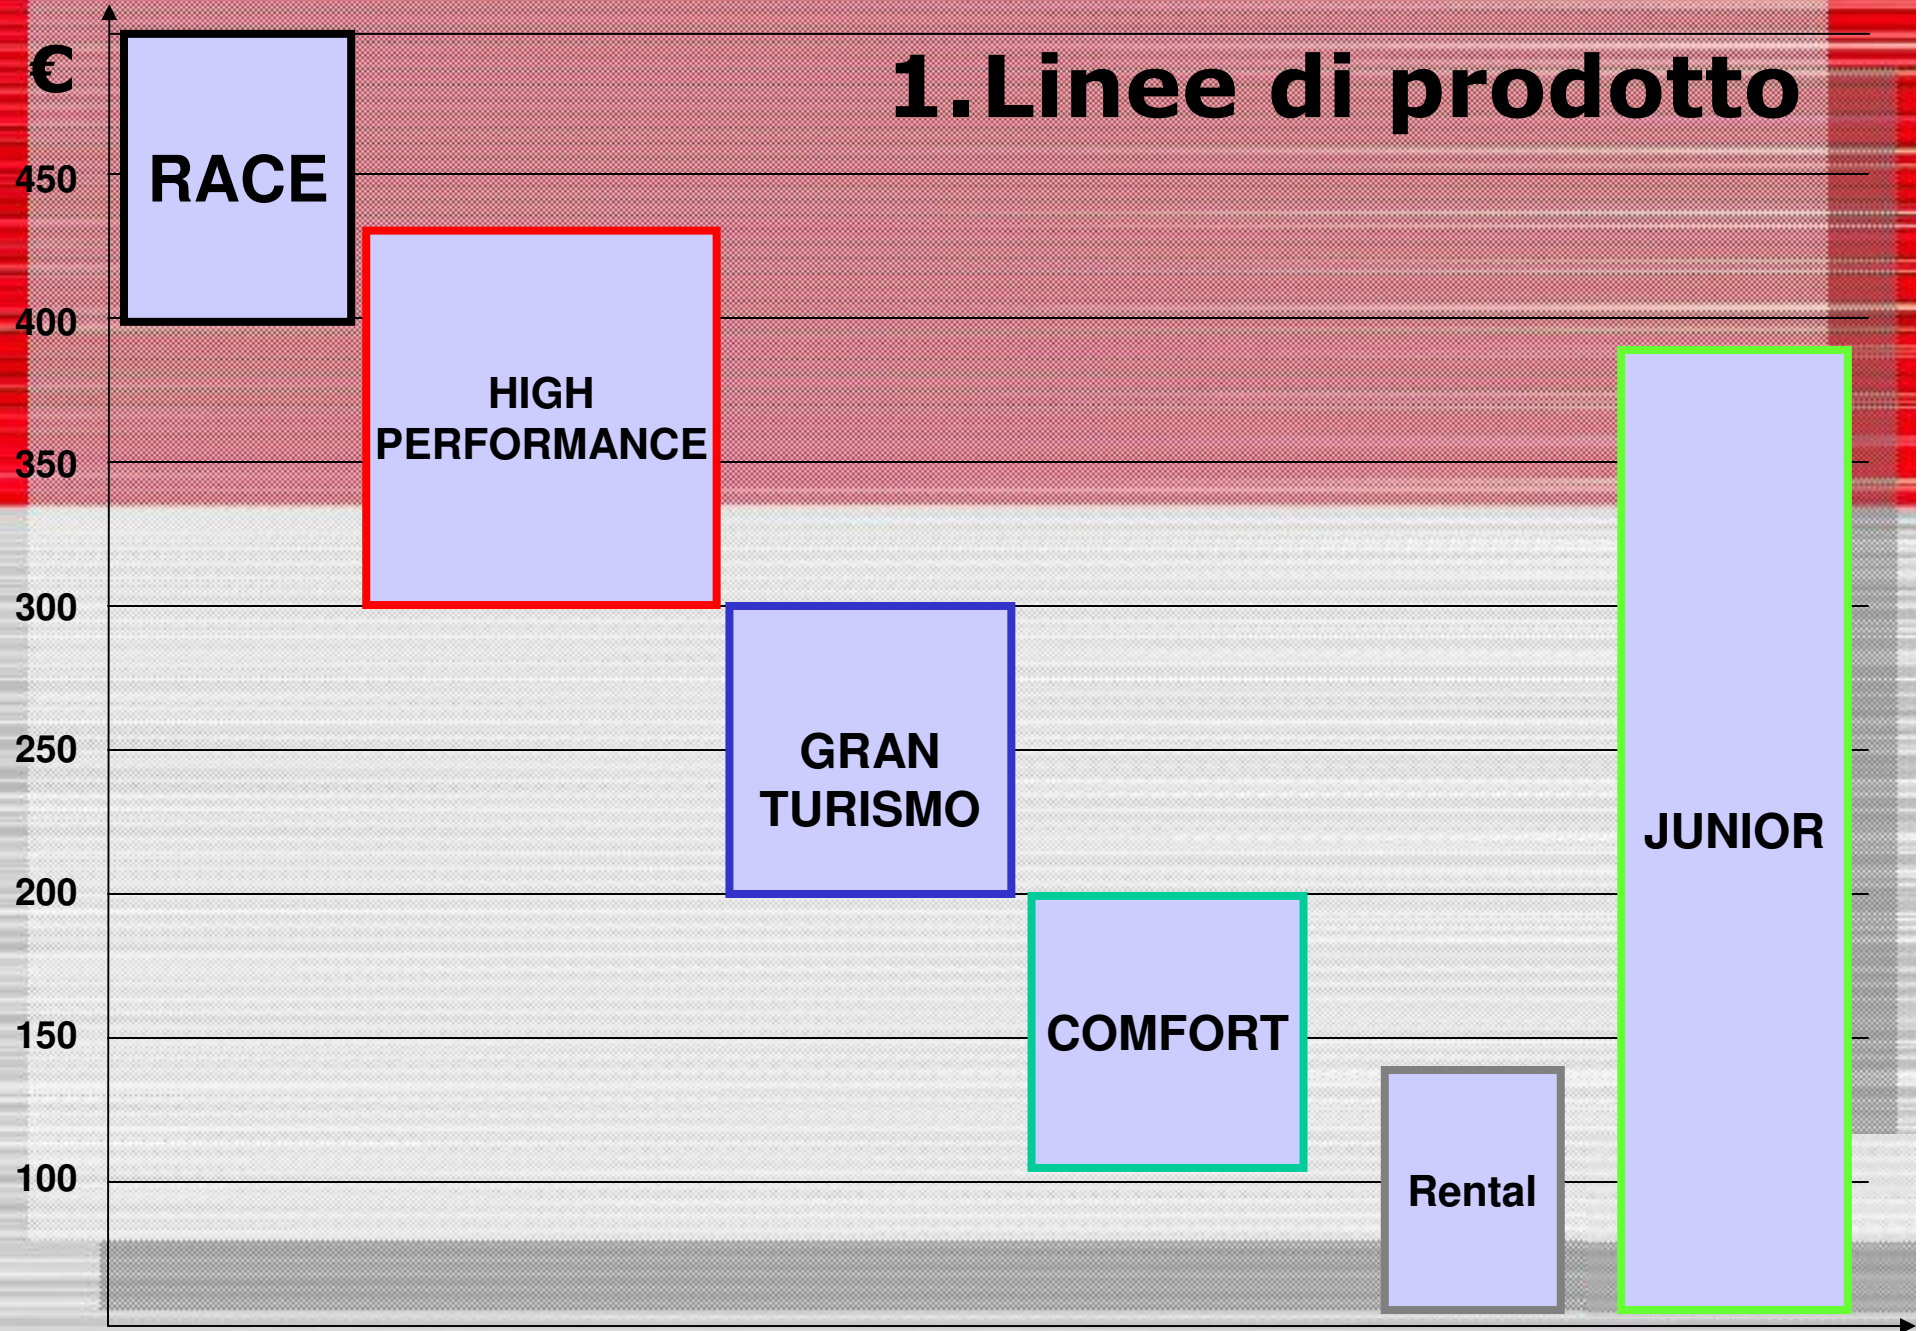 €
1.Linee di prodotto
450
RACE
400
HIGH
PERFORMANCE
350
300
250
GRAN
TURISMO
JUNIOR
200
150
COMFORT
100
Rental